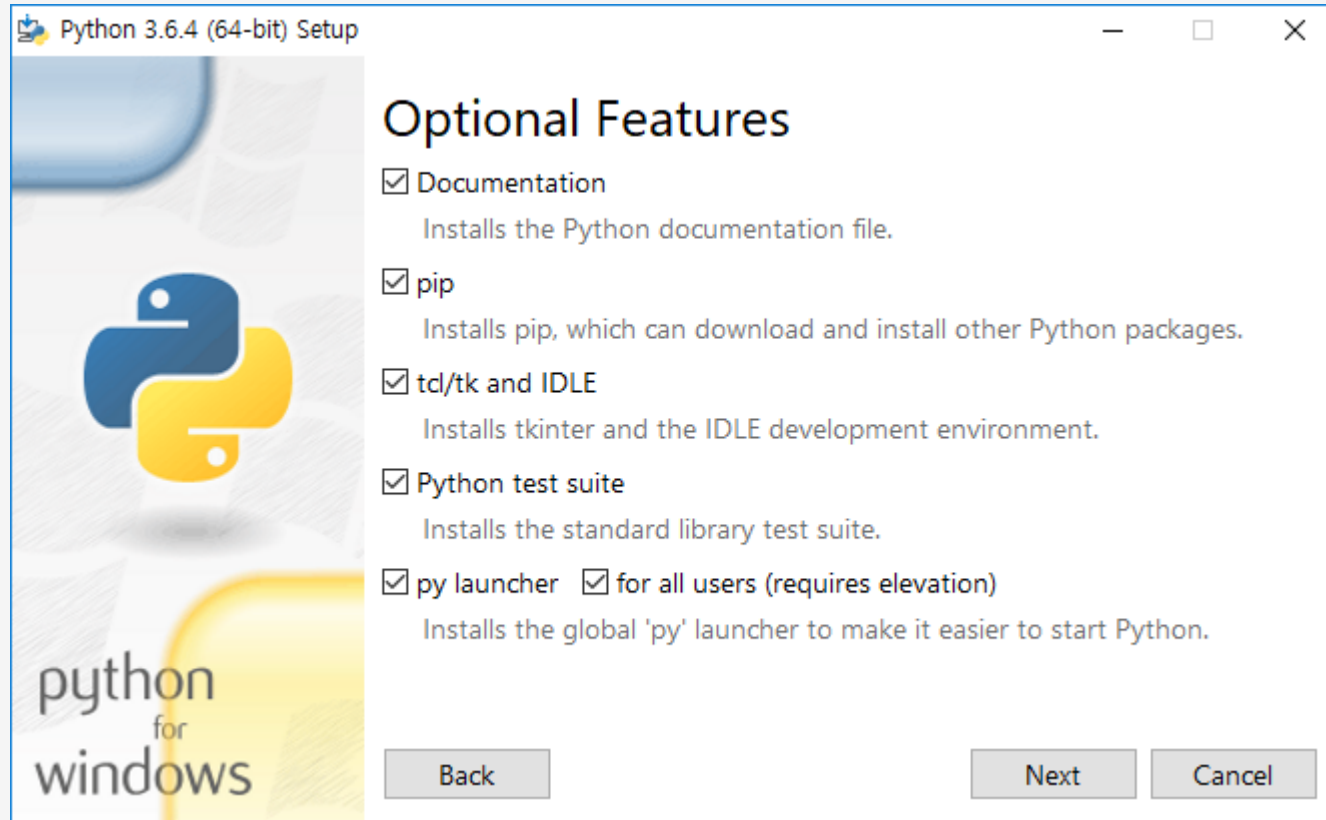 Python 3.6.4 (64-bit) Setup
Optional Features
Documentation
Installs the Python documentation file.
pip
Installs pip, which can download and install other Python packages.
tcl/tk and IDLE
Installs tkinter and the IDLE development environment.
Python test suite
Installs the standard library test suite.
py launcher for all users (requires elevation)
Installs the global 'py' launcher to make it easier to start Python.
python
for
windows
Back Next Cancel